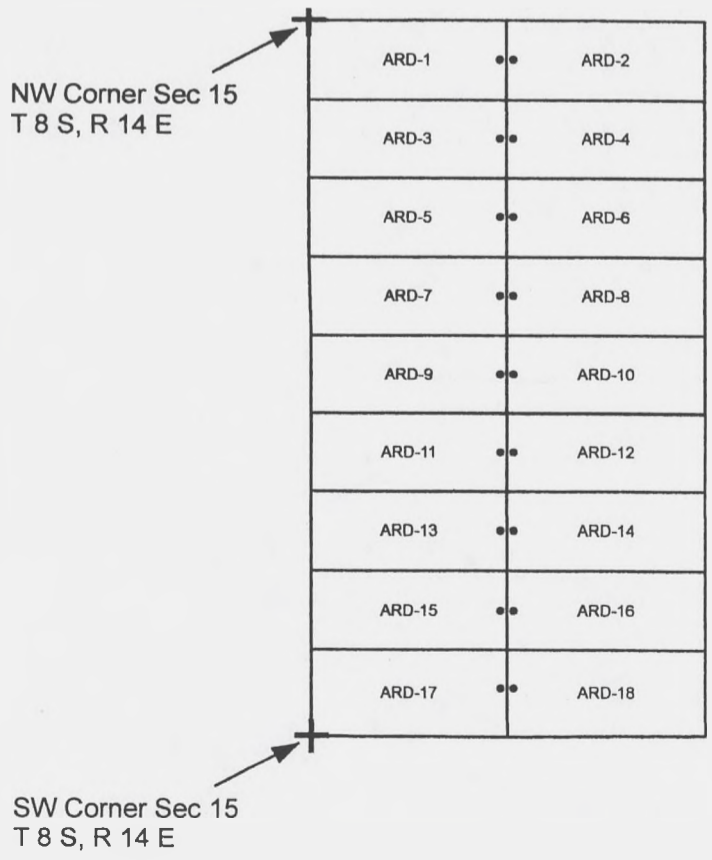 NW Corner Sec 15
T 8 S, R 14 E
ARD-1 ARD-2
ARD-3 ARD-4
ARD-5 ARD-6
ARD-7 ARD-8
ARD-9 ARD-10
ARD-11 ARD-12
ARD-13 ARD-14
ARD-15 ARD-16
ARD-17 ARD-18
SW Corner Sec 15
T 8 S, R 14 E